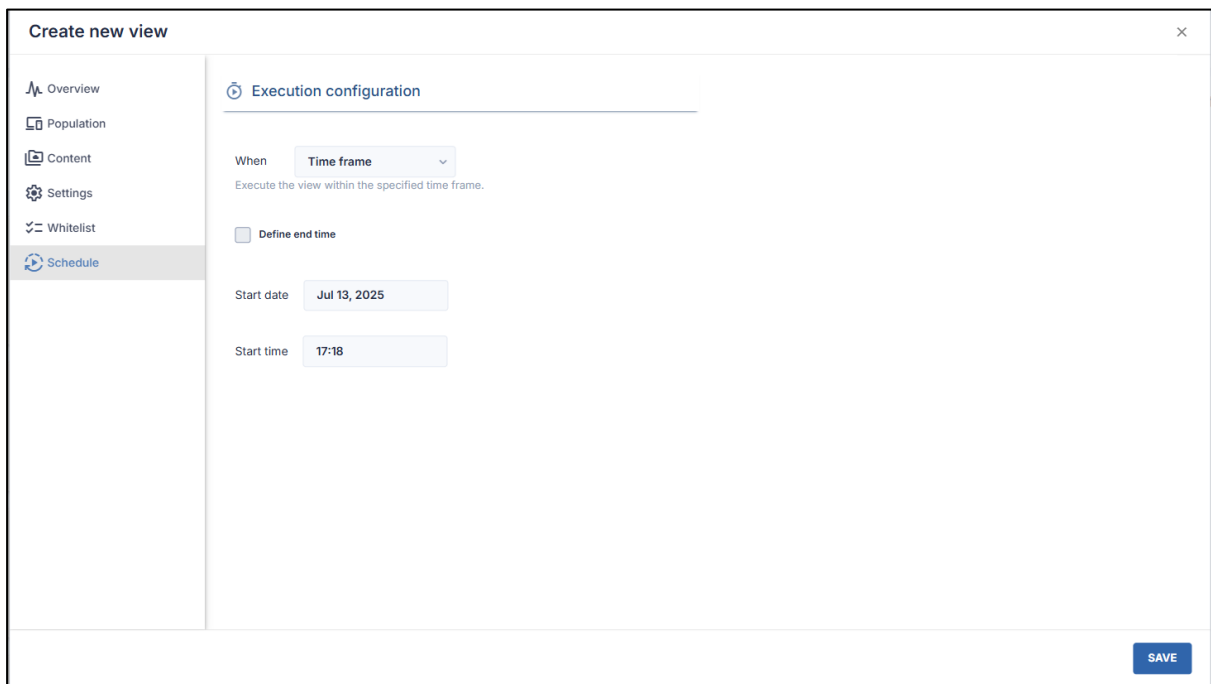 Create new view
Overview
Population
Content
Settings
Whitelist
Schedule
Execution configuration
When Time frame
Execute the view within the specified time frame.
Define end time
Start date Jul 13, 2025
Start time 17:18
SAVE